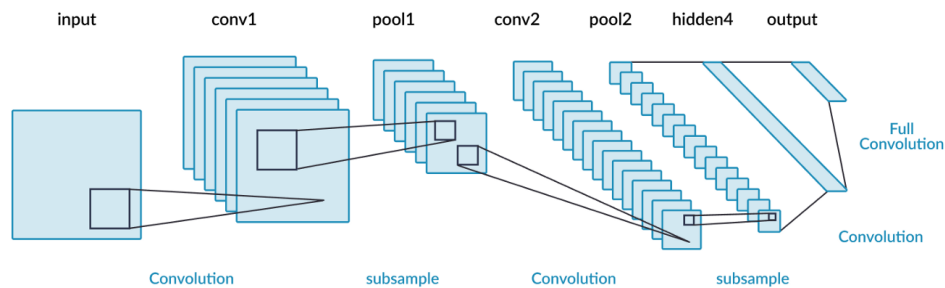 input
conv1
pool1
conv2
pool2
hidden4
output
Full
Convolution
Convolution
Convolution
subsample
Convolution
subsample